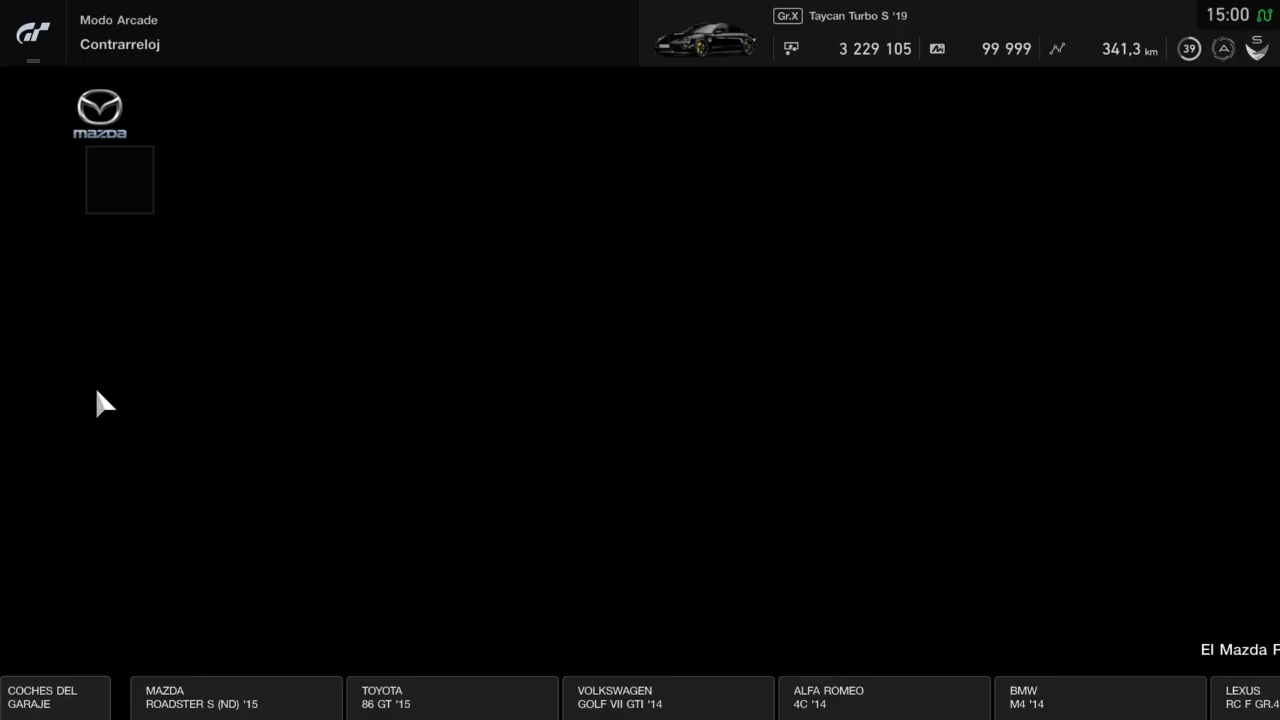 Modo Arcade
Contrarreloj
Gr.X Taycan Turbo S '19
3 229 105 99 999 341,3 km 39 A S
15:00
mazda
El Mazda R
COCHES DEL
GARAJE
MAZDA
ROADSTER S (ND) '15
TOYOTA
86 GT '15
VOLKSWAGEN
GOLF VII GTI '14
ALFA ROMEO
4C '14
BMW
M4 '14
LEXUS
RC F GR.4